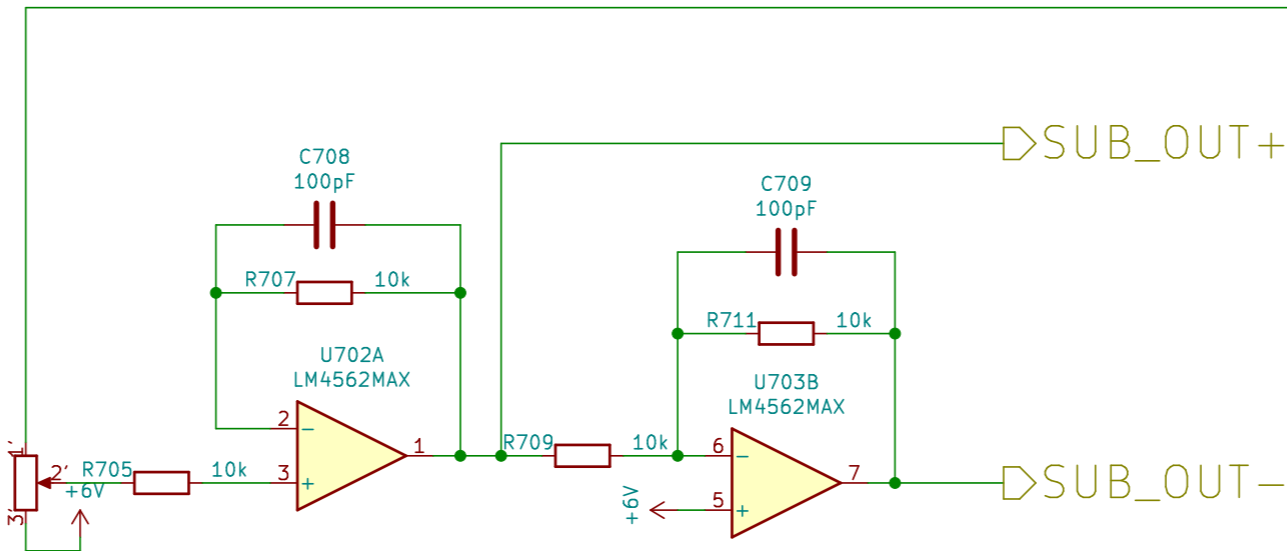 SUB_OUT+
C708
100pF
C709
100pF
R707 10k
R711 10k
U702A
LM4562MAX
U703B
LM4562MAX
2
−
1
3
+
R709 10k
6
−
7
5
+
1'
2'
3'
R705 10k
+6V
+6V
SUB_OUT-